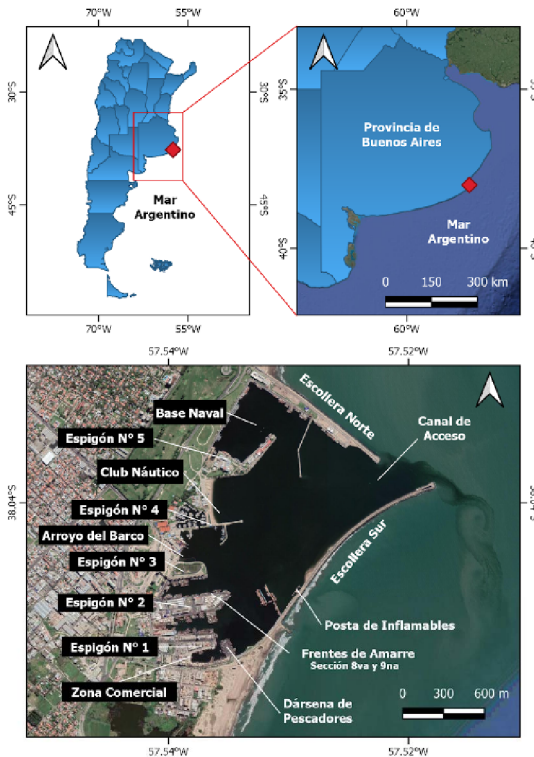 70°W 55°W
30°S
30°S
45°S
45°S
Mar
Argentino
70°W 55°W
60°W
35°S
35°S
Provincia de
Buenos Aires
Mar
Argentino
40°S
40°S
0 150 300 km
60°W
57.54°W 57.52°W
Escollera Norte
Base Naval
Canal de
Acceso
Espigón N° 5
Club Náutico
38.04°S
38.04°S
Espigón N° 4
Arroyo del Barco
Espigón N° 3
Escollera Sur
Espigón N° 2
Posta de Inflamables
Espigón N° 1
Frentes de Amarre
Sección 8va y 9na
Zona Comercial
Dársena de
Pescadores
0 300 600 m
57.54°W 57.52°W